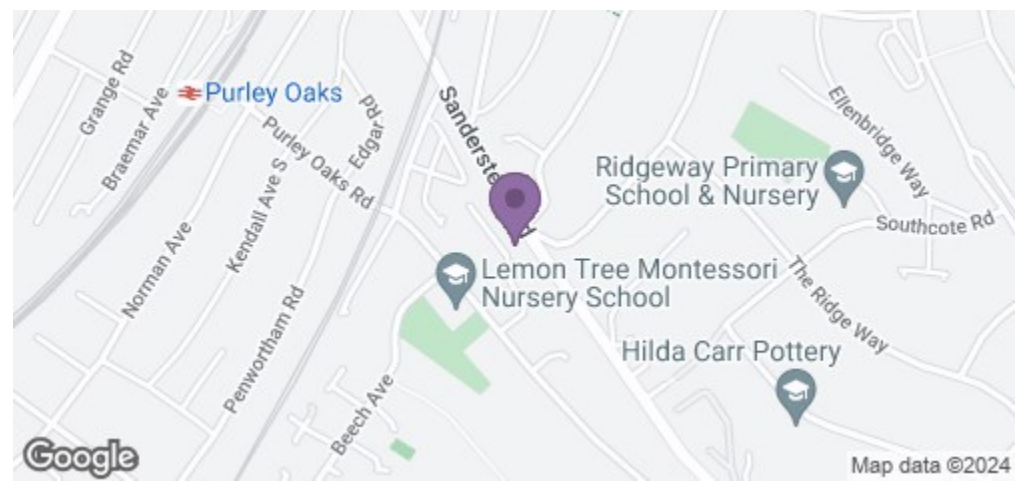 Grange Rd
Braemar Ave
Purley Oaks
Purley Oaks Rd
Edgar Rd
Kendall Ave S
Norman Ave
Penwortham Rd
Beech Ave
Lemon Tree Montessori
Nursery School
Ridgeway Primary
School & Nursery
Ellenbridge Way
Southcote Rd
The Ridge Way
Hilda Carr Pottery
Google
Map data ©2024